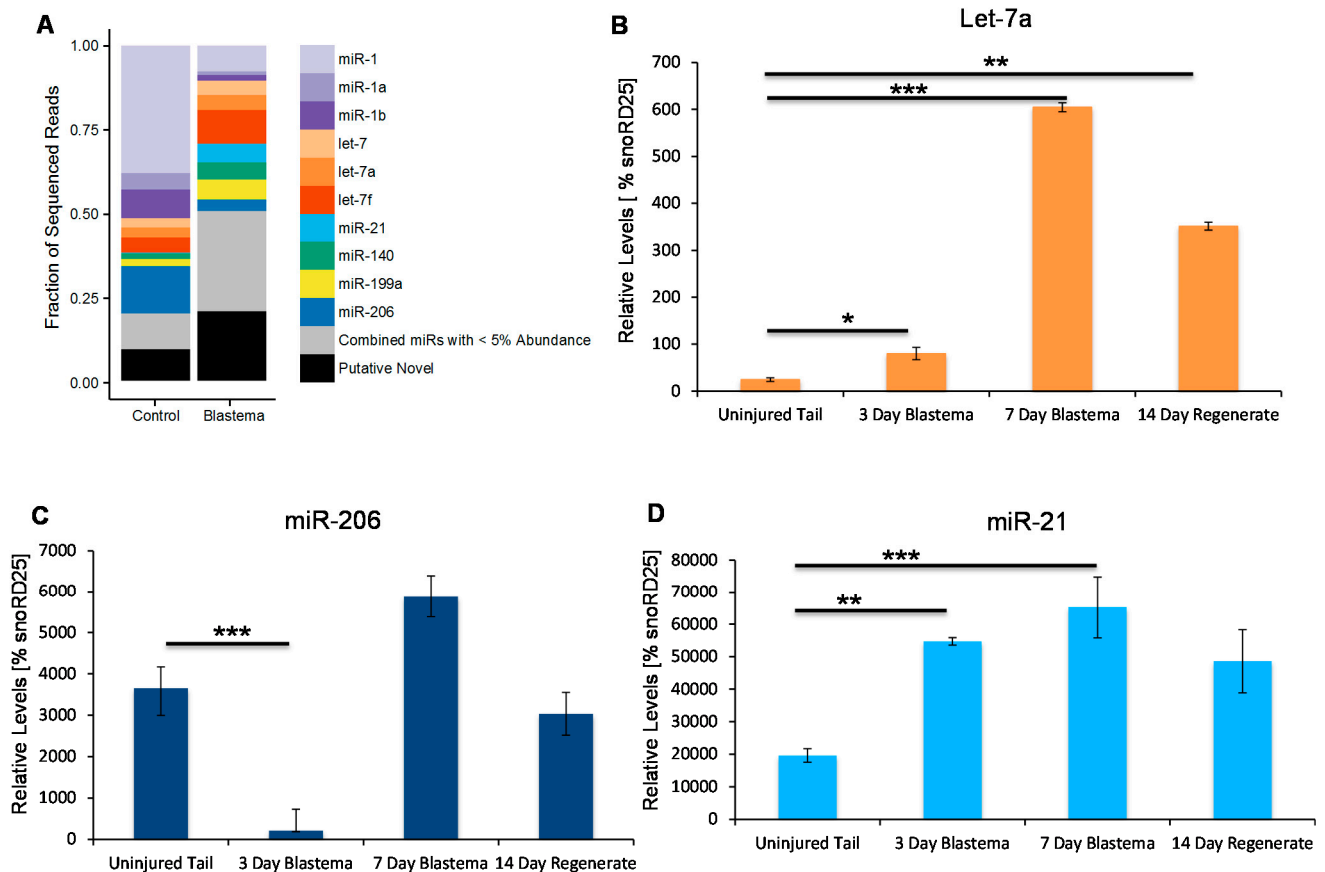 A
Fraction of Sequenced Reads
1.00
0.75
0.50
0.25
0.00
Control
Blastema
miR-1
miR-1a
miR-1b
let-7
let-7a
let-7f
miR-21
miR-140
miR-199a
miR-206
Combined miRs with < 5% Abundance
Putative Novel
B
Let-7a
Relative Levels [ % snoRD25]
700
600
500
400
300
200
100
0
**
***
*
Uninjured Tail
3 Day Blastema
7 Day Blastema
14 Day Regenerate
C
miR-206
Relative Levels [% snoRD25]
7000
6000
5000
4000
3000
2000
1000
0
***
Uninjured Tail
3 Day Blastema
7 Day Blastema
14 Day Regenerate
D
miR-21
Relative Levels [% snoRD25]
80000
70000
60000
50000
40000
30000
20000
10000
0
***
**
Uninjured Tail
3 Day Blastema
7 Day Blastema
14 Day Regenerate